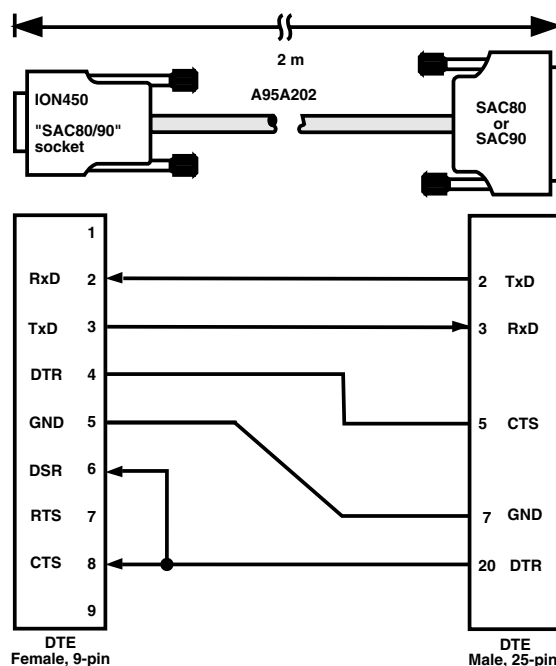 2 m
A95A202
ION450
"SAC80/90"
socket
SAC80
or
SAC90
1
RxD 2
2 TxD
TxD 3
3 RxD
DTR 4
GND 5
5 CTS
DSR 6
RTS 7
7 GND
CTS 8
20 DTR
9
DTE
Female, 9-pin
DTE
Male, 25-pin